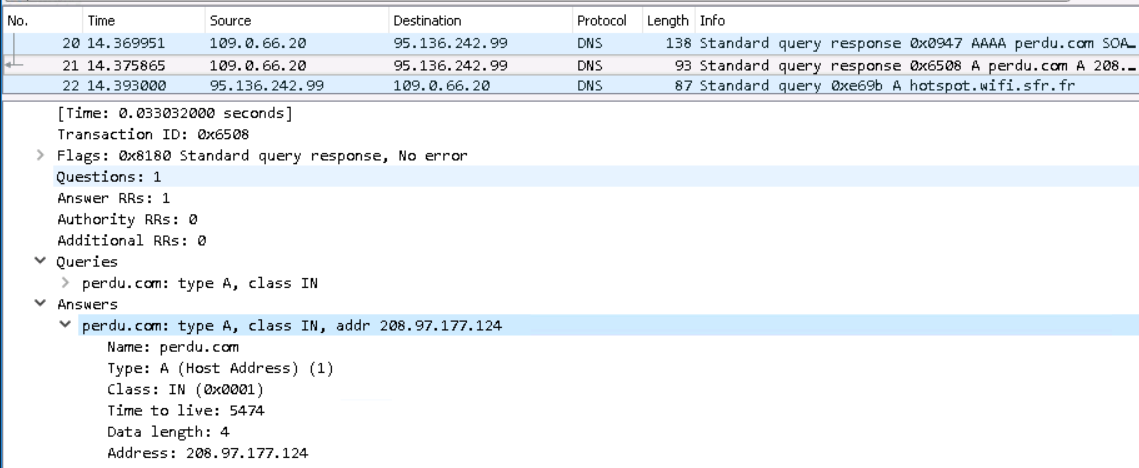 No. Time Source Destination Protocol Length Info
20 14.369951 109.0.66.20 95.136.242.99 DNS 138 Standard query response 0x0947 AAAA perdu.com SOA…
21 14.375865 109.0.66.20 95.136.242.99 DNS 93 Standard query response 0x6508 A perdu.com A 208.…
22 14.393000 95.136.242.99 109.0.66.20 DNS 87 Standard query 0xe69b A hotspot.wifi.sfr.fr
[Time: 0.033032000 seconds]
Transaction ID: 0x6508
Flags: 0x8180 Standard query response, No error
Questions: 1
Answer RRs: 1
Authority RRs: 0
Additional RRs: 0
Queries
perdu.com: type A, class IN
Answers
perdu.com: type A, class IN, addr 208.97.177.124
Name: perdu.com
Type: A (Host Address) (1)
Class: IN (0x0001)
Time to live: 5474
Data length: 4
Address: 208.97.177.124